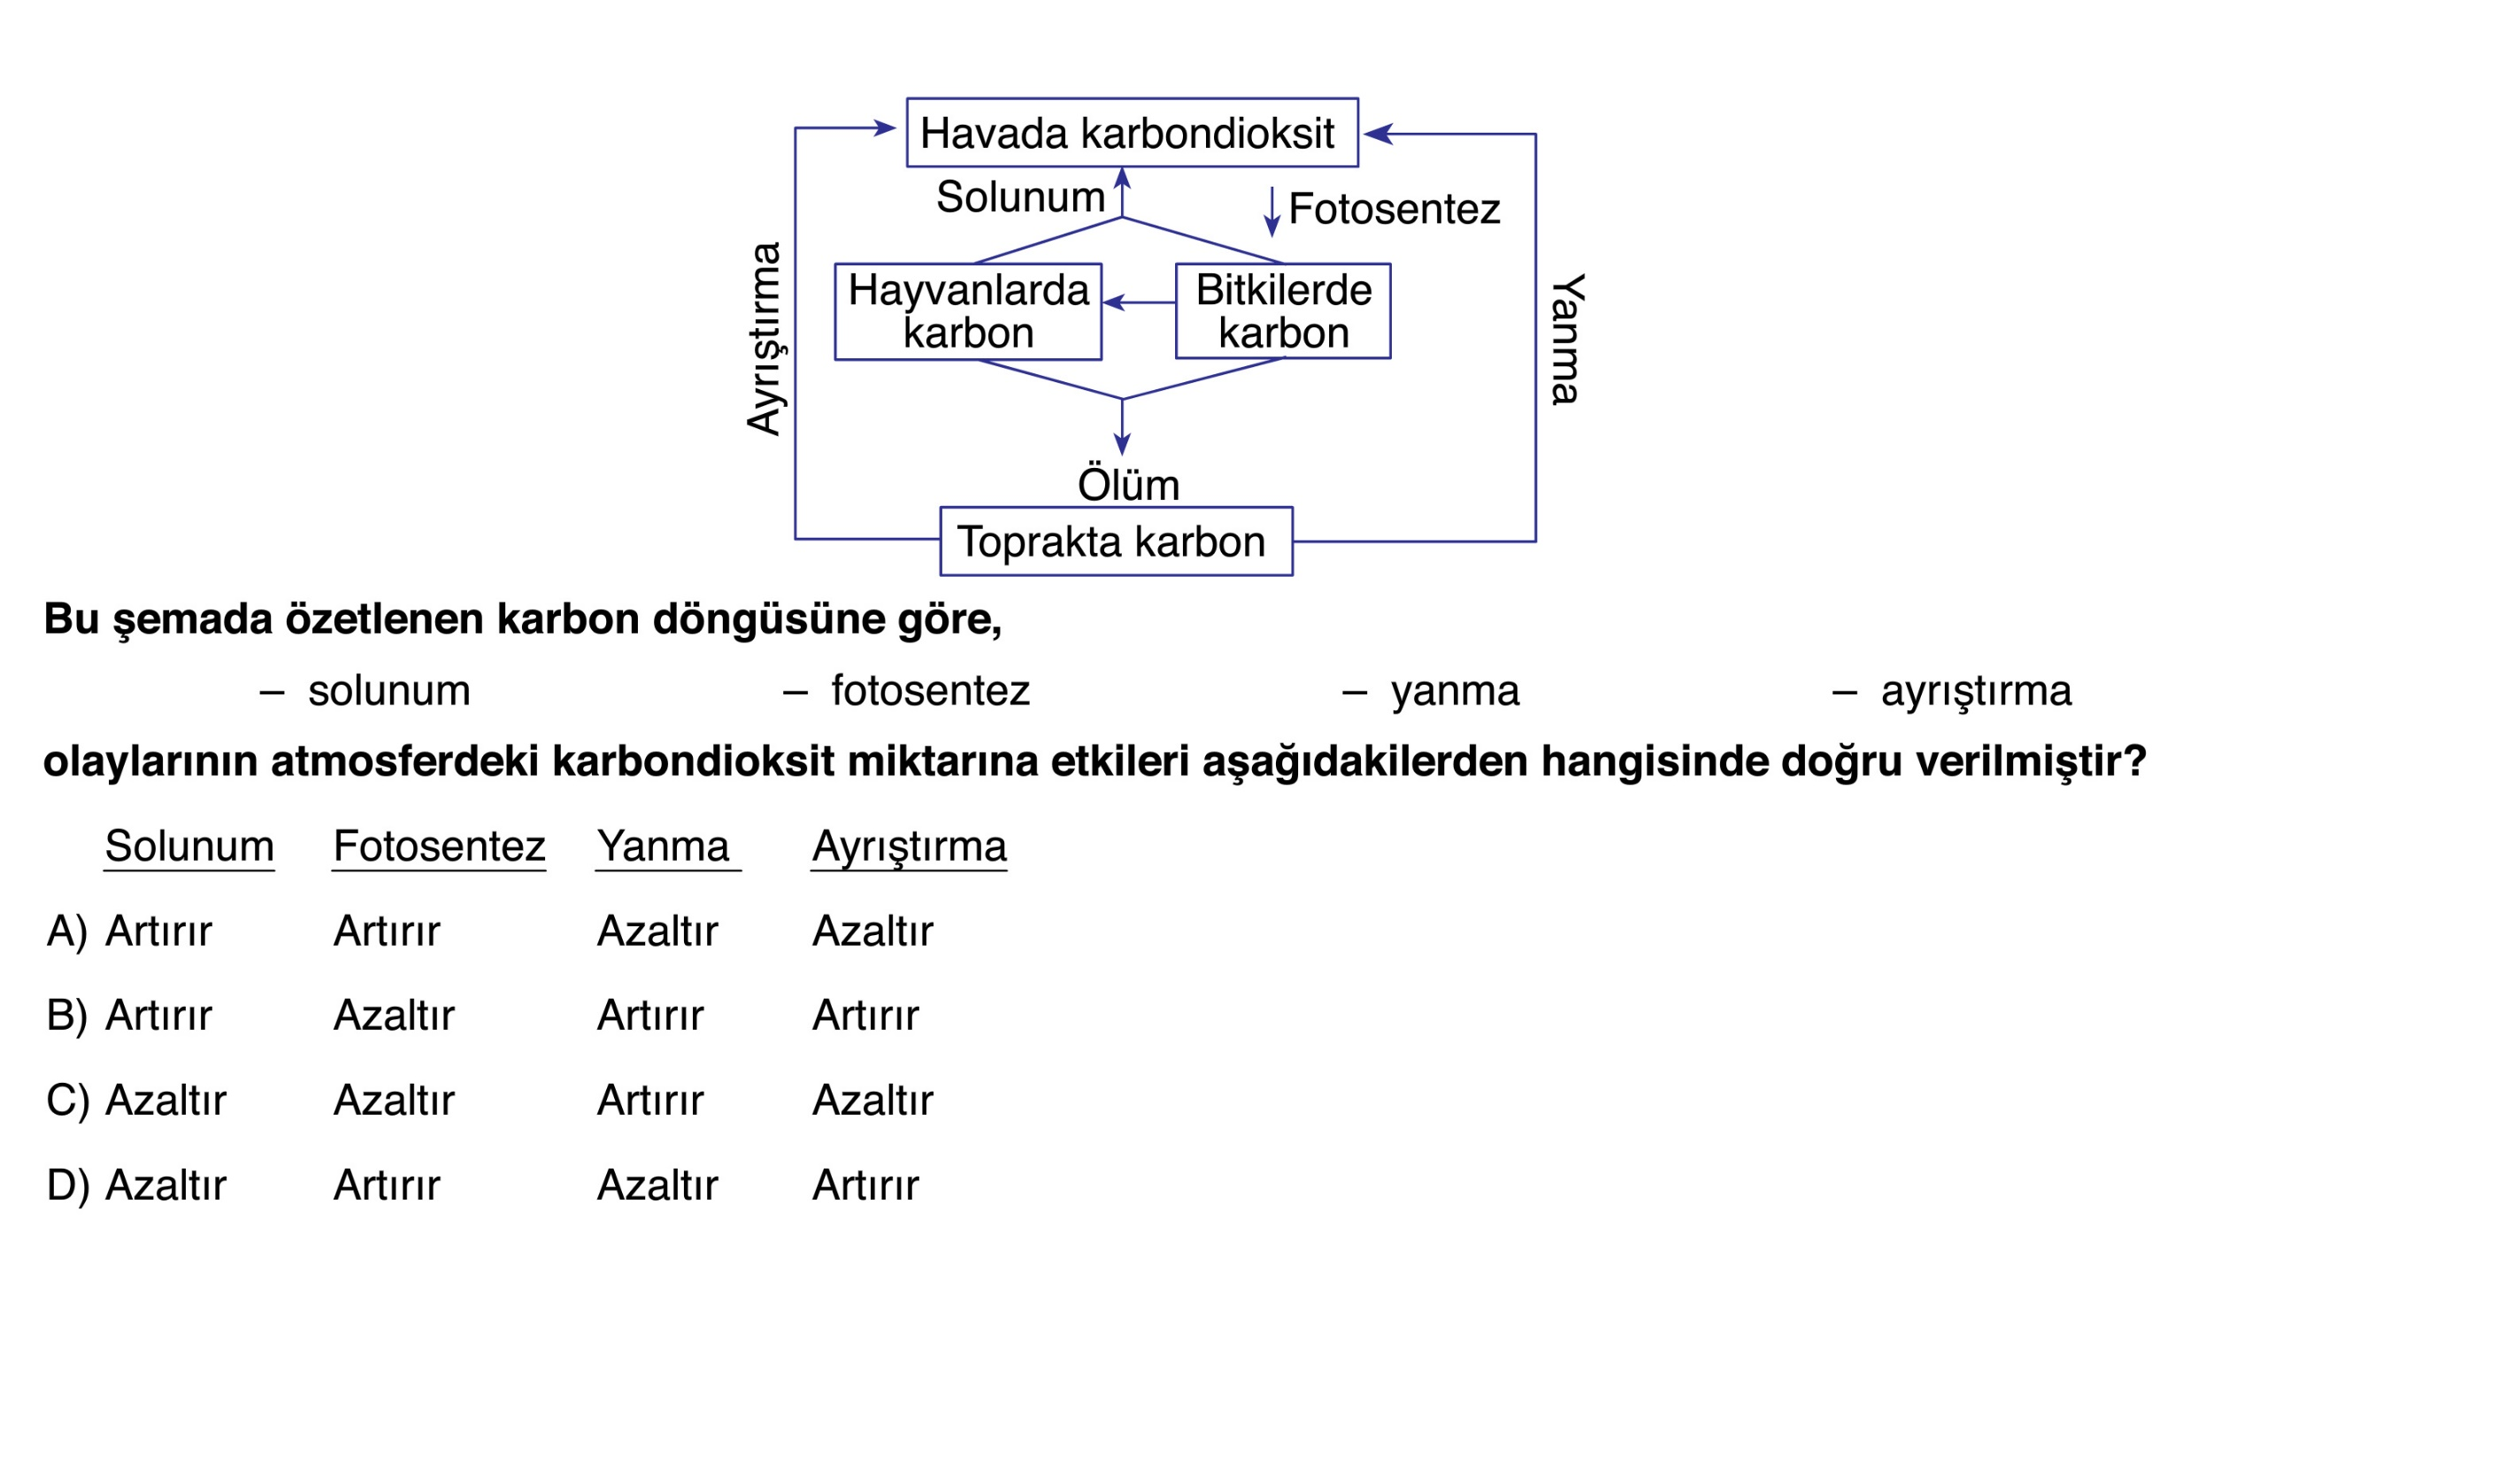 Havada karbondioksit
Solunum
Fotosentez
Ayrıştırma
Hayvanlarda
karbon
Bitkilerde
karbon
Yanma
Ölüm
Toprakta karbon
Bu şemada özetlenen karbon döngüsüne göre,
– solunum – fotosentez – yanma – ayrıştırma
olaylarının atmosferdeki karbondioksit miktarına etkileri aşağıdakilerden hangisinde doğru verilmiştir?
Solunum Fotosentez Yanma Ayrıştırma
A) Artırır Artırır Azaltır Azaltır
B) Artırır Azaltır Artırır Artırır
C) Azaltır Azaltır Artırır Azaltır
D) Azaltır Artırır Azaltır Artırır